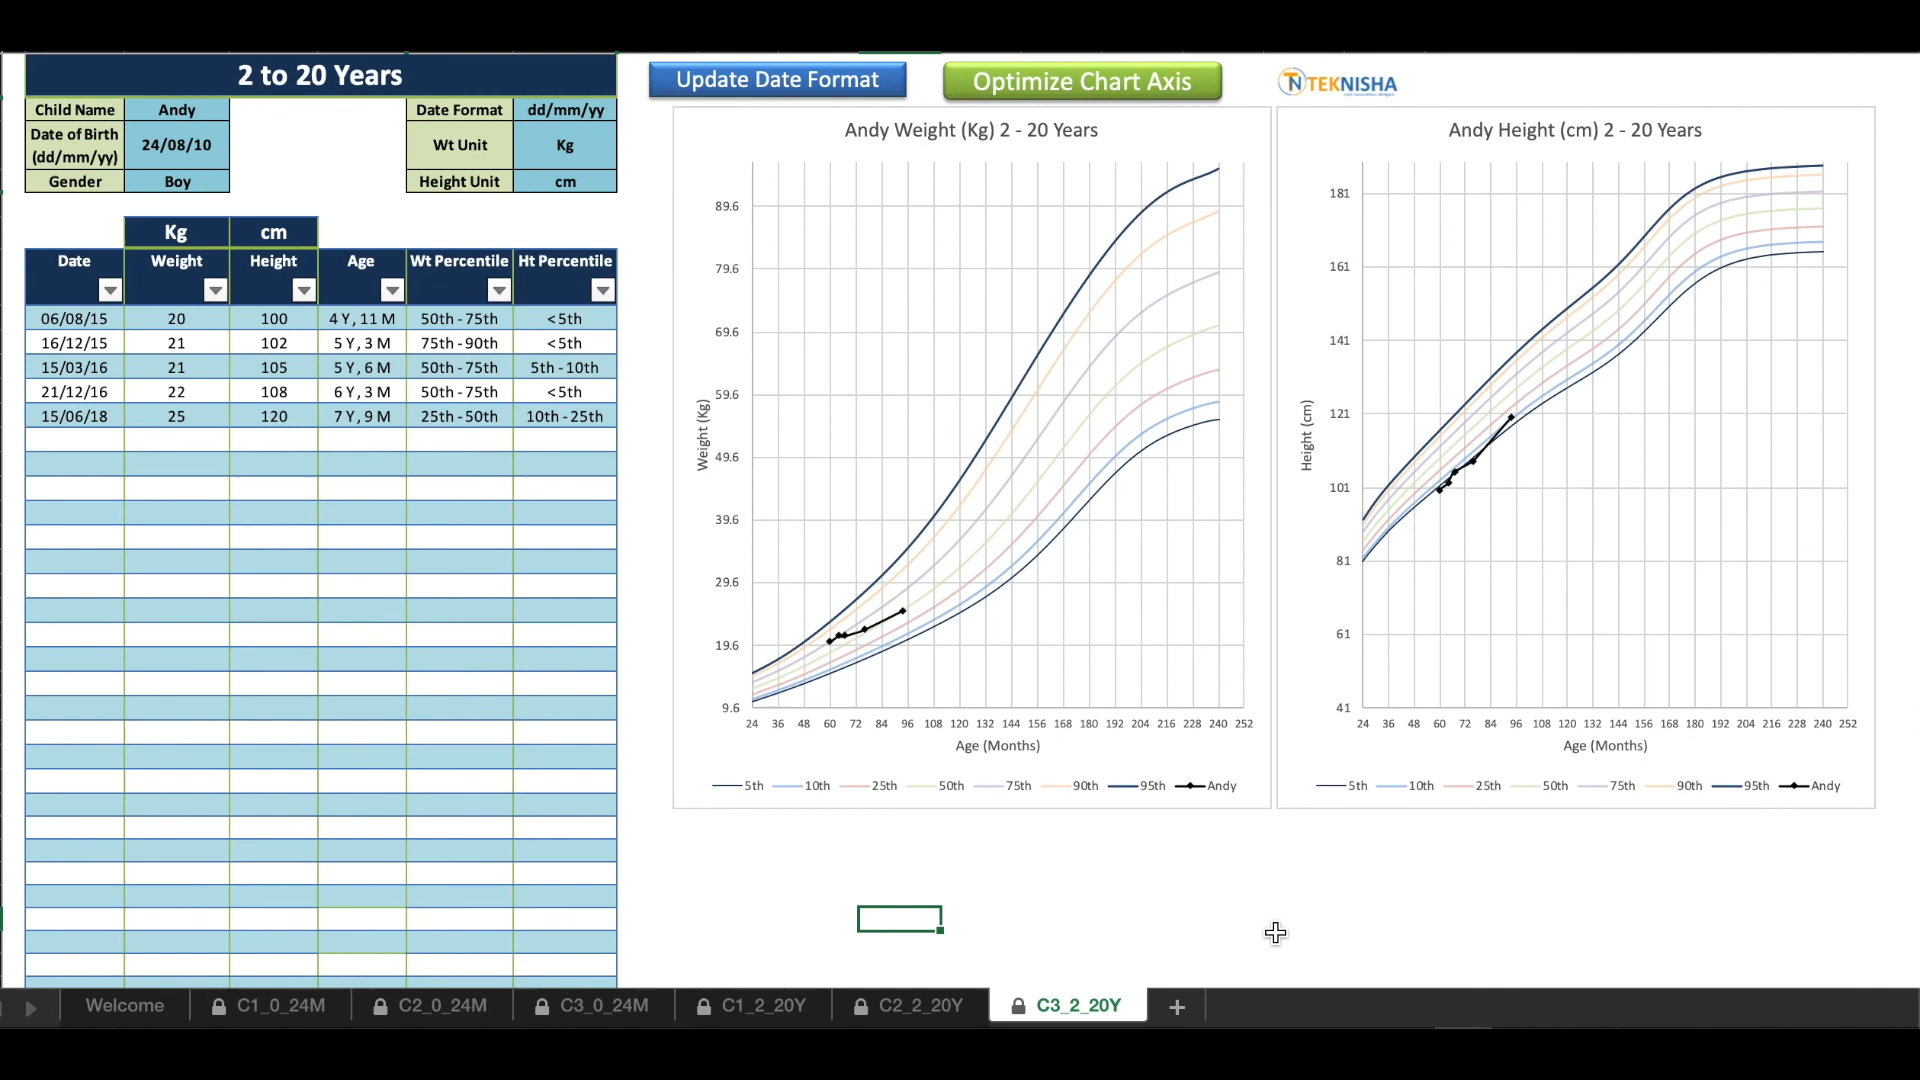 2 to 20 Years
Child Name Andy
Date of Birth (dd/mm/yy) 24/08/10
Gender Boy
Date Format dd/mm/yy
Wt Unit Kg
Height Unit cm
Kg cm
Date Weight Height Age Wt Percentile Ht Percentile
06/08/15 20 100 4 Y, 11 M 50th - 75th <5th
16/12/15 21 102 5 Y, 3 M 75th - 90th <5th
15/03/16 21 105 5 Y, 6 M 50th - 75th 5th - 10th
21/12/16 22 108 6 Y, 3 M 50th - 75th <5th
15/06/18 25 120 7 Y, 9 M 25th - 50th 10th - 25th
Update Date Format
Optimize Chart Axis
TEKNISHA
Andy Weight (Kg) 2 - 20 Years
89.6
79.6
69.6
59.6
49.6
39.6
29.6
19.6
9.6
Weight (Kg)
24 36 48 60 72 84 96 108 120 132 144 156 168 180 192 204 216 228 240 252
Age (Months)
5th 10th 25th 50th 75th 90th 95th Andy
Andy Height (cm) 2 - 20 Years
181
161
141
121
101
81
61
41
Height (cm)
24 36 48 60 72 84 96 108 120 132 144 156 168 180 192 204 216 228 240 252
Age (Months)
5th 10th 25th 50th 75th 90th 95th Andy
Welcome C1_0_24M C2_0_24M C3_0_24M C1_2_20Y C2_2_20Y C3_2_20Y +